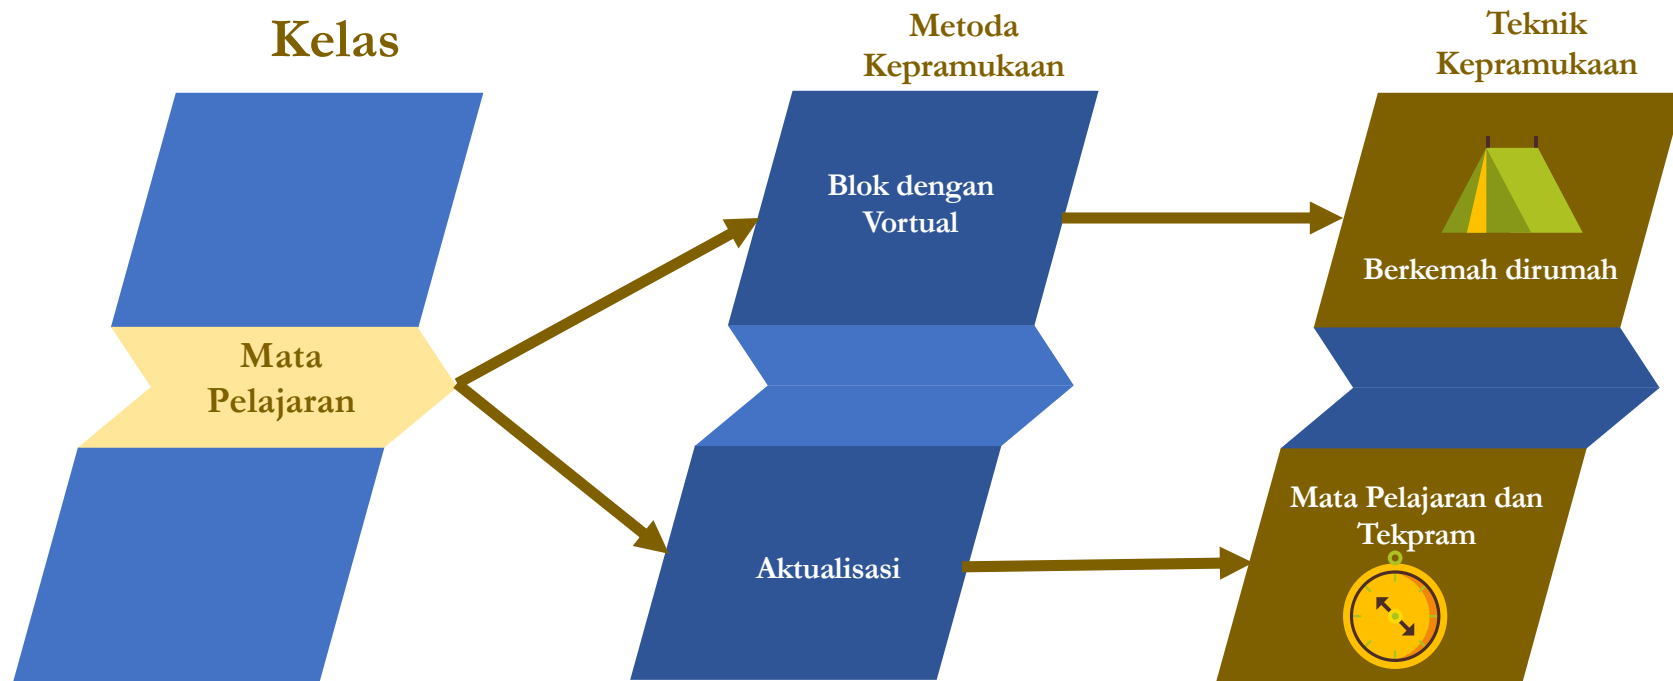 Kelas
Mata
Pelajaran
Metoda
Kepramukaan
Blok dengan
Vortual
Aktualisasi
Teknik
Kepramukaan
Berkemah dirumah
Mata Pelajaran dan
Tekpram